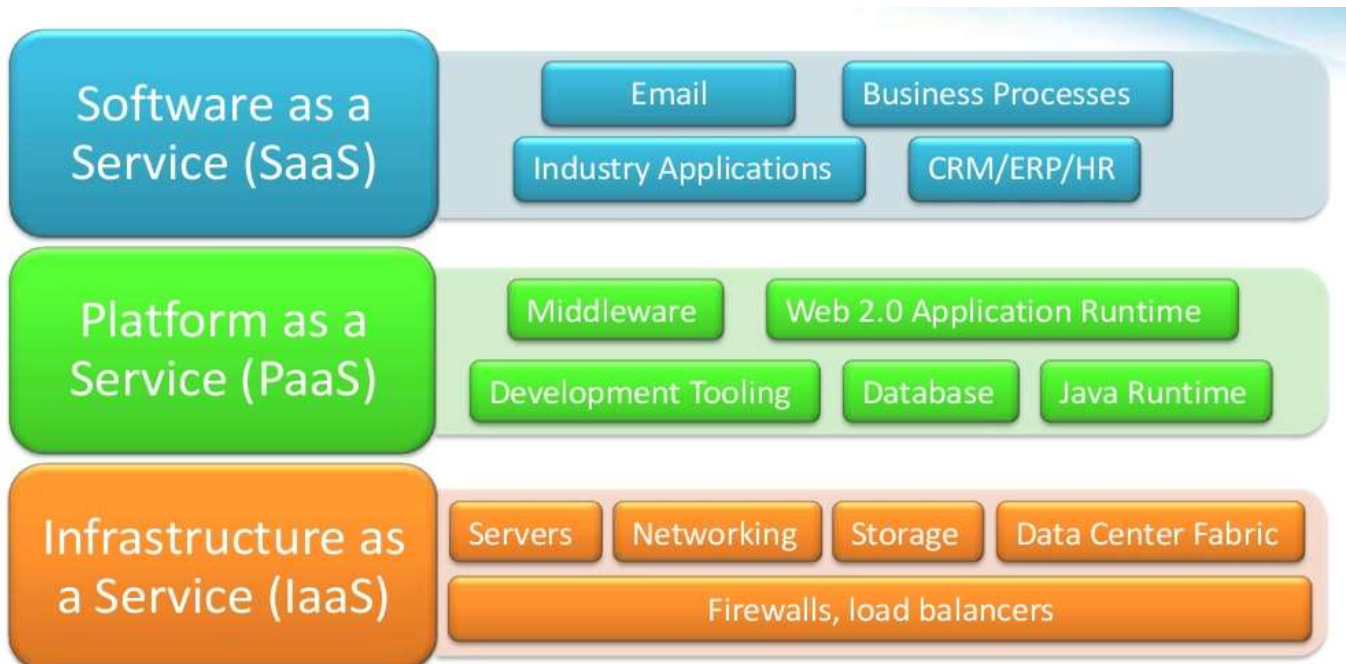 Software as a
Service (SaaS)
Email
Business Processes
Industry Applications
CRM/ERP/HR
Platform as a
Service (PaaS)
Middleware
Web 2.0 Application Runtime
Development Tooling
Database
Java Runtime
Infrastructure as
a Service (IaaS)
Servers
Networking
Storage
Data Center Fabric
Firewalls, load balancers